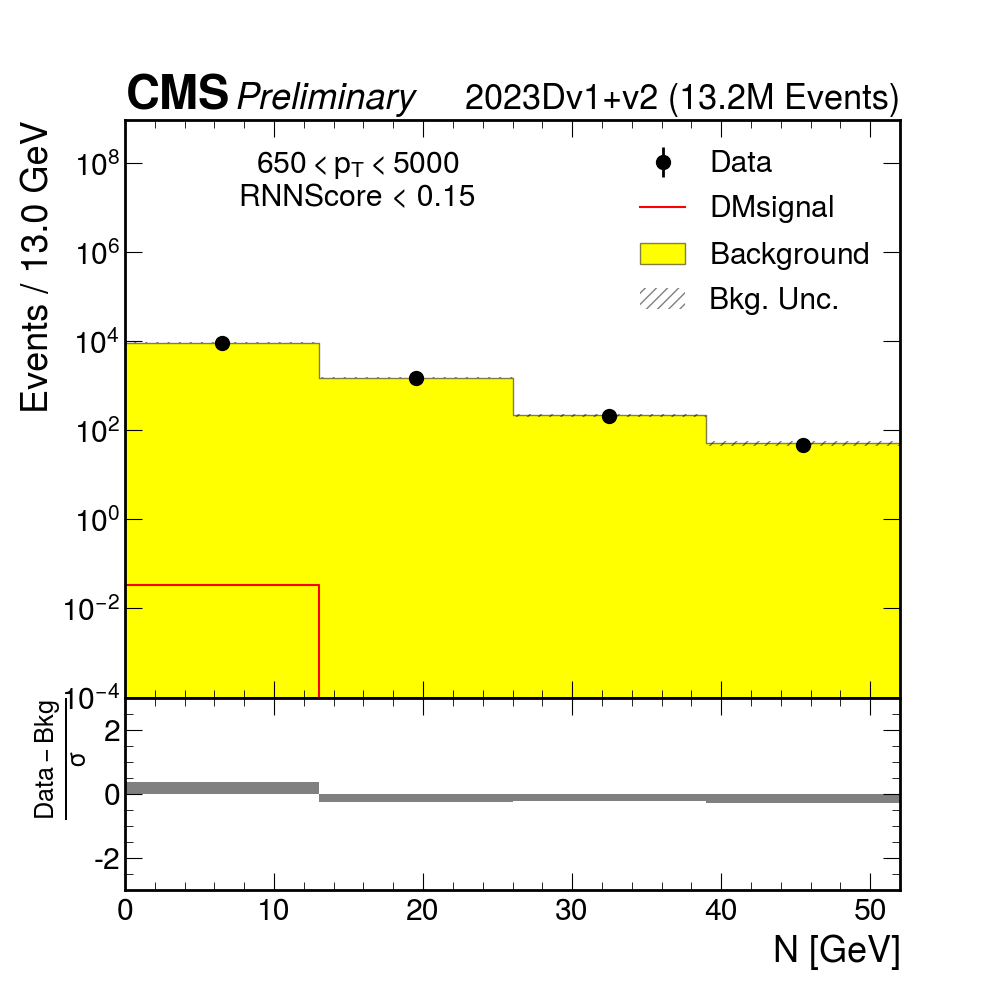 CMS Preliminary 2023Dv1+v2 (13.2M Events)
Events / 13.0 GeV
650 < p_T < 5000
RNNScore < 0.15
Data
DMsignal
Background
Bkg. Unc.
10^8
10^6
10^4
10^2
10^0
10^−2
10^−4
Data − Bkg
σ
2
0
-2
0 10 20 30 40 50
N [GeV]